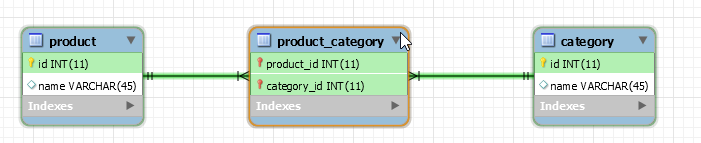 product
id INT(11)
name VARCHAR(45)
Indexes
product_category
product_id INT(11)
category_id INT(11)
Indexes
category
id INT(11)
name VARCHAR(45)
Indexes